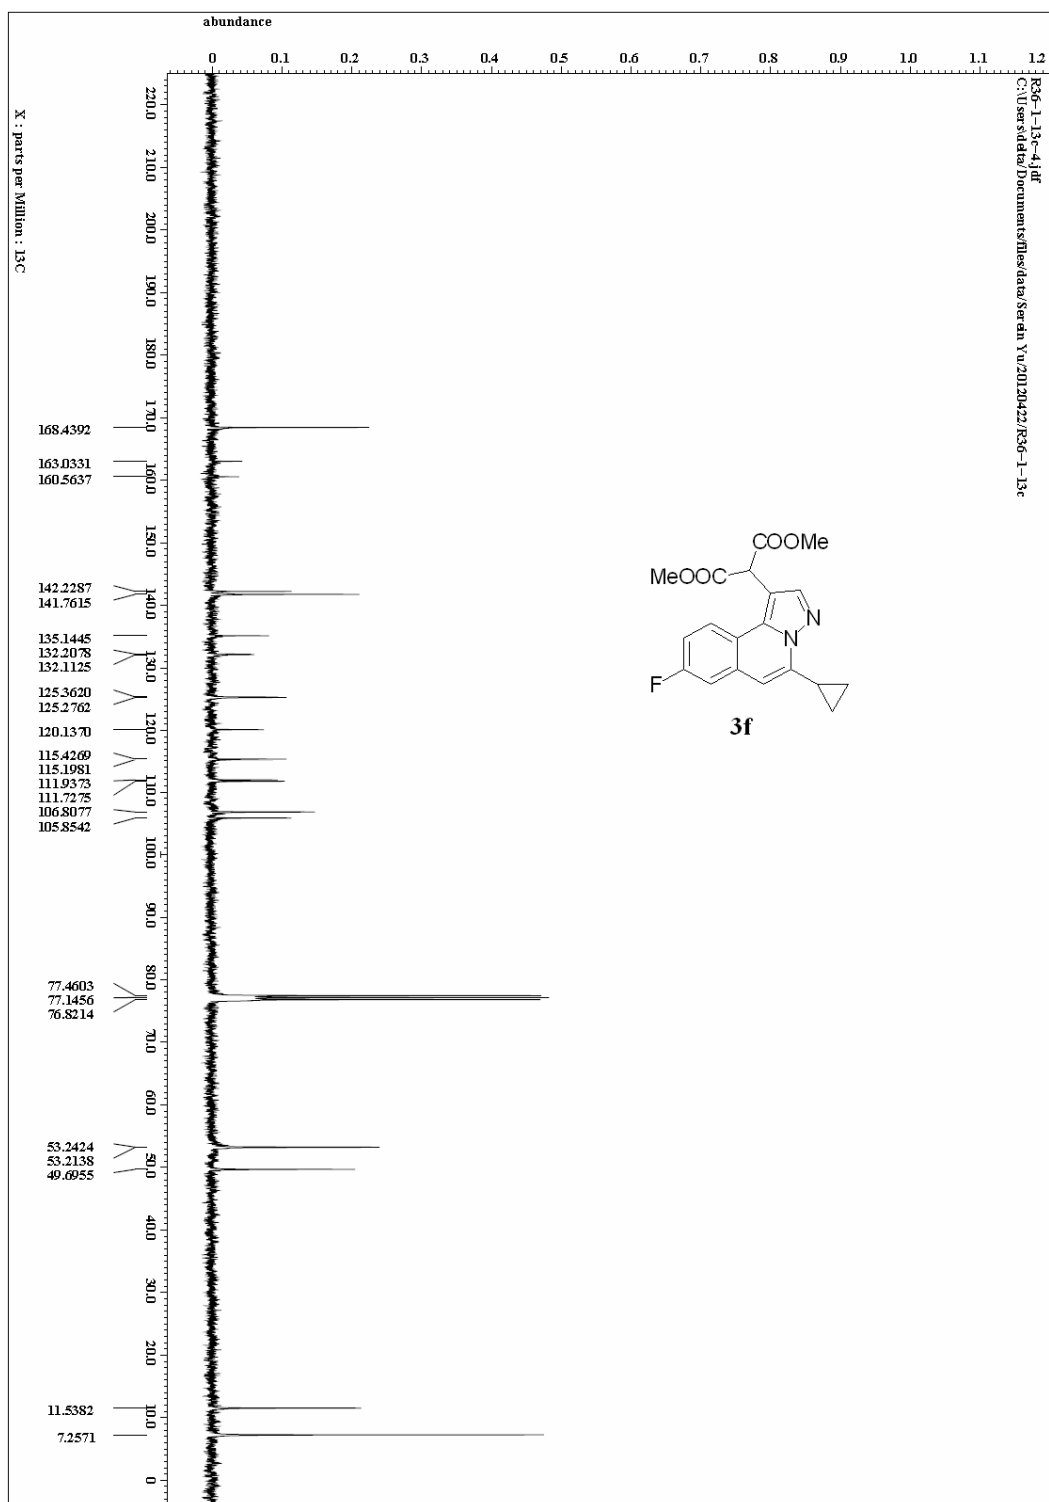 abundance
0 0.1 0.2 0.3 0.4 0.5 0.6 0.7 0.8 0.9 1.0 1.1 1.2
R36-1-13c-4.jdf
C:\Users\delta/Documents/files/data/Serein Yu/20120422/R36-1-13c
220.0 210.0 200.0 190.0 180.0 170.0 160.0 150.0 140.0 130.0 120.0 110.0 100.0 90.0 80.0 70.0 60.0 50.0 40.0 30.0 20.0 10.0 0
X : parts per Million : 13C
168.4392
163.0331
160.5637
142.2287
141.7615
135.1445
132.2078
132.1125
125.3620
125.2762
120.1370
115.4269
115.1981
111.9373
111.7275
106.8077
105.8542
77.4603
77.1456
76.8214
53.2424
53.2138
49.6955
11.5382
7.2571
COOMe
MeOOC
N
N
F
3f